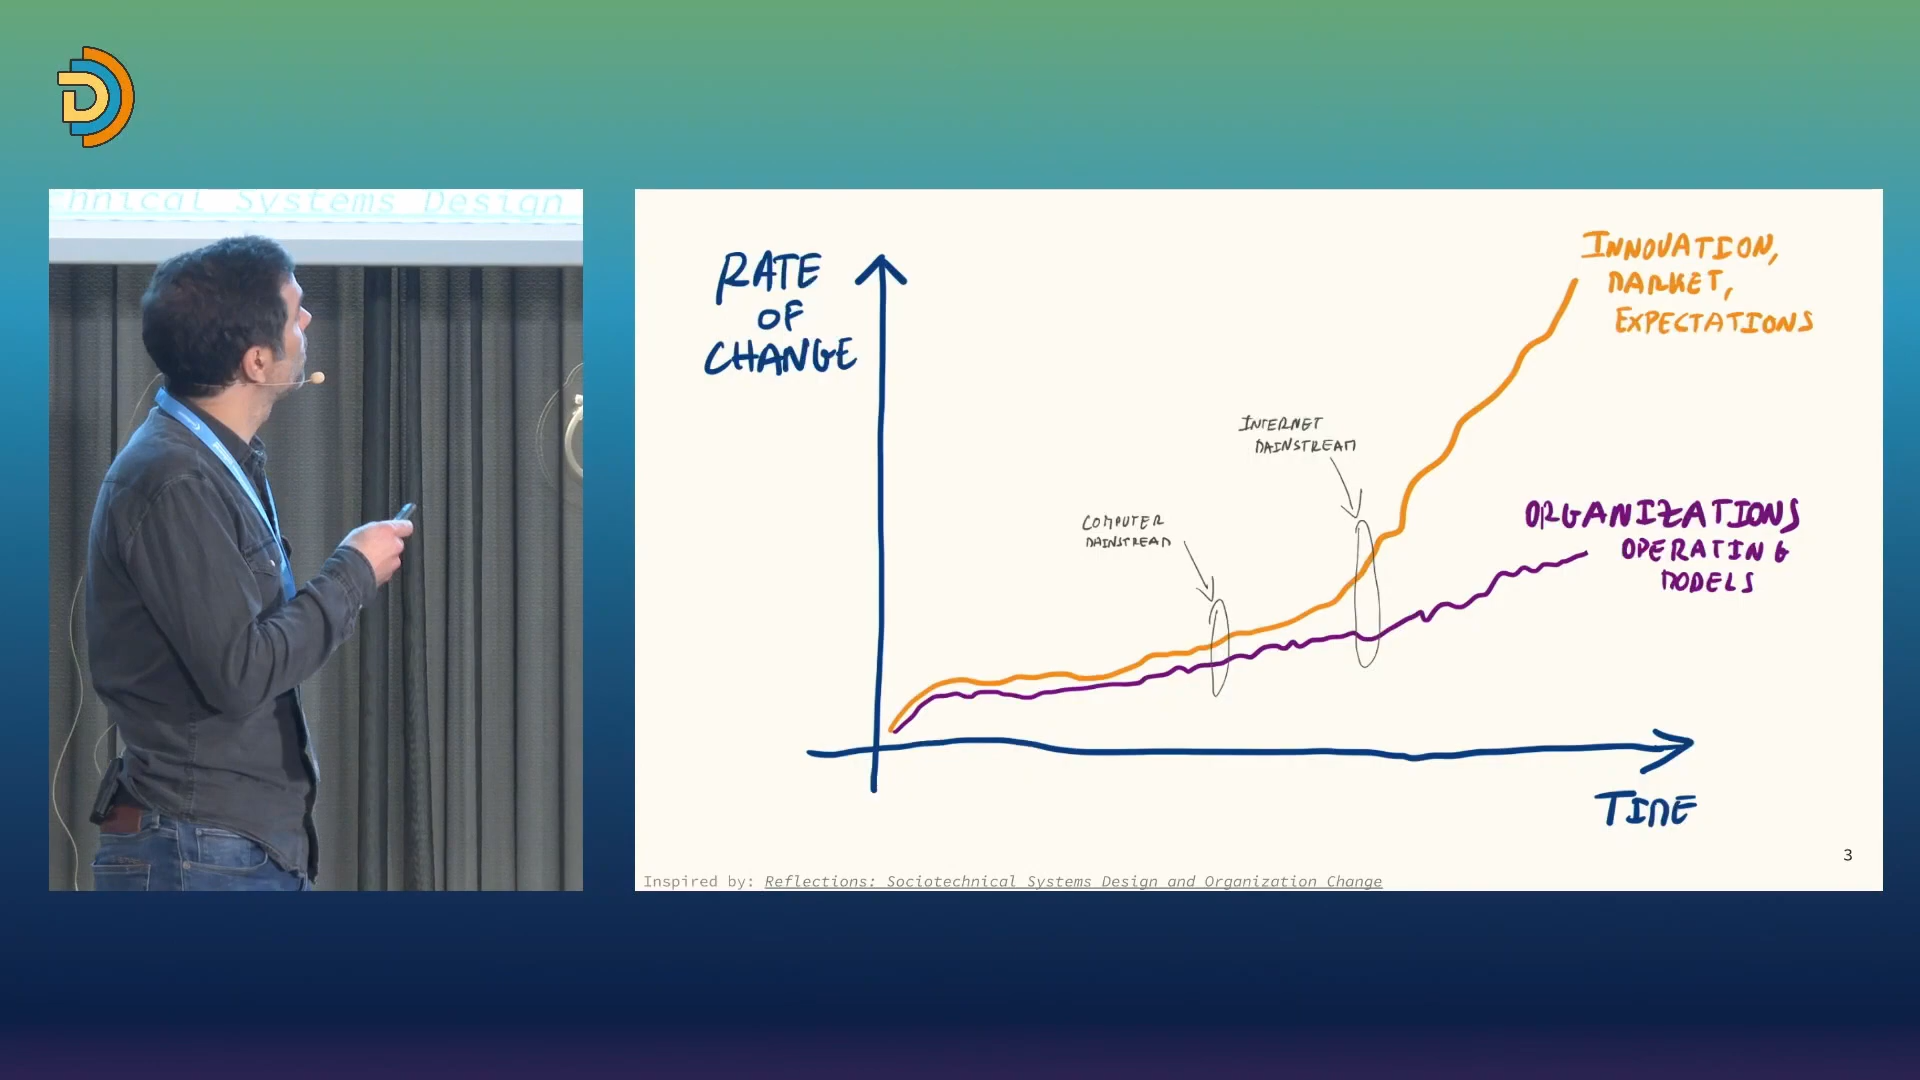 hnical Systems Design
RATE
OF
CHANGE
INNOVATION,
MARKET,
EXPECTATIONS
INTERNET
MAINSTREAM
COMPUTER
MAINSTREAM
ORGANIZATIONS
OPERATING
MODELS
TIME
3
Inspired by: Reflections: Sociotechnical Systems Design and Organization Change